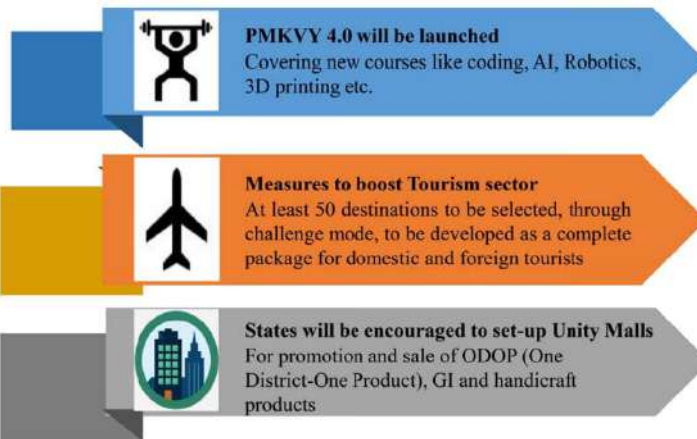 PMKVY 4.0 will be launched
Covering new courses like coding, AI, Robotics,
3D printing etc.
Measures to boost Tourism sector
At least 50 destinations to be selected, through
challenge mode, to be developed as a complete
package for domestic and foreign tourists
States will be encouraged to set-up Unity Malls
For promotion and sale of ODOP (One
District-One Product), GI and handicraft
products